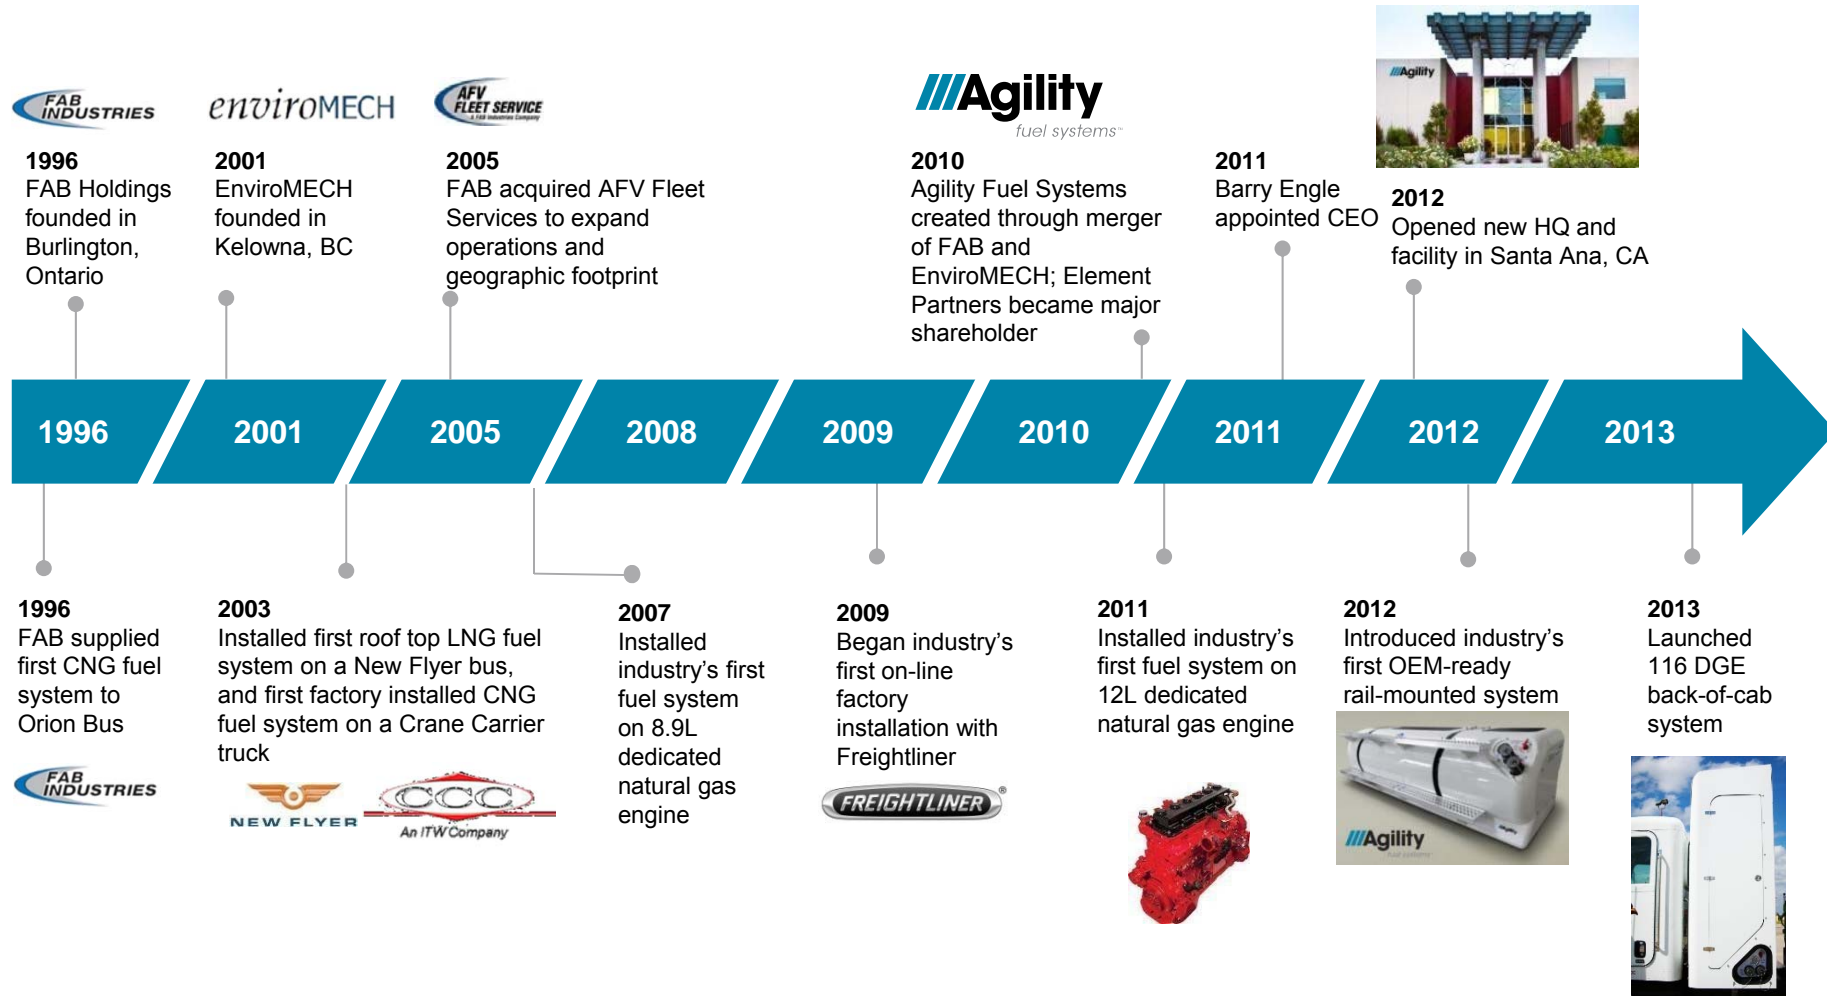 FAB
INDUSTRIES
enviroMECH
AFV
FLEET SERVICE
A FAB Industries Company
Agility
fuel systems™
Agility
1996
FAB Holdings
founded in
Burlington,
Ontario
2001
EnviroMECH
founded in
Kelowna, BC
2005
FAB acquired AFV Fleet
Services to expand
operations and
geographic footprint
2010
Agility Fuel Systems
created through merger
of FAB and
EnviroMECH; Element
Partners became major
shareholder
2011
Barry Engle
appointed CEO
2012
Opened new HQ and
facility in Santa Ana, CA
1996
2001
2005
2008
2009
2010
2011
2012
2013
1996
FAB supplied
first CNG fuel
system to
Orion Bus
FAB
INDUSTRIES
2003
Installed first roof top LNG fuel
system on a New Flyer bus,
and first factory installed CNG
fuel system on a Crane Carrier
truck
NEW FLYER
CCC
An ITW Company
2007
Installed
industry’s first
fuel system
on 8.9L
dedicated
natural gas
engine
2009
Began industry’s
first on-line
factory
installation with
Freightliner
FREIGHTLINER®
2011
Installed industry’s
first fuel system on
12L dedicated
natural gas engine
2012
Introduced industry’s
first OEM-ready
rail-mounted system
Agility
Agility
fuel systems
2013
Launched
116 DGE
back-of-cab
system